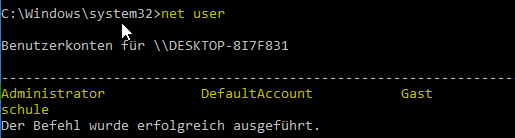 C:\Windows\system32>net user
Benutzerkonten für \\DESKTOP-8I7F831
-------------------------------------------------------------------
Administrator            DefaultAccount           Gast
schule
Der Befehl wurde erfolgreich ausgeführt.